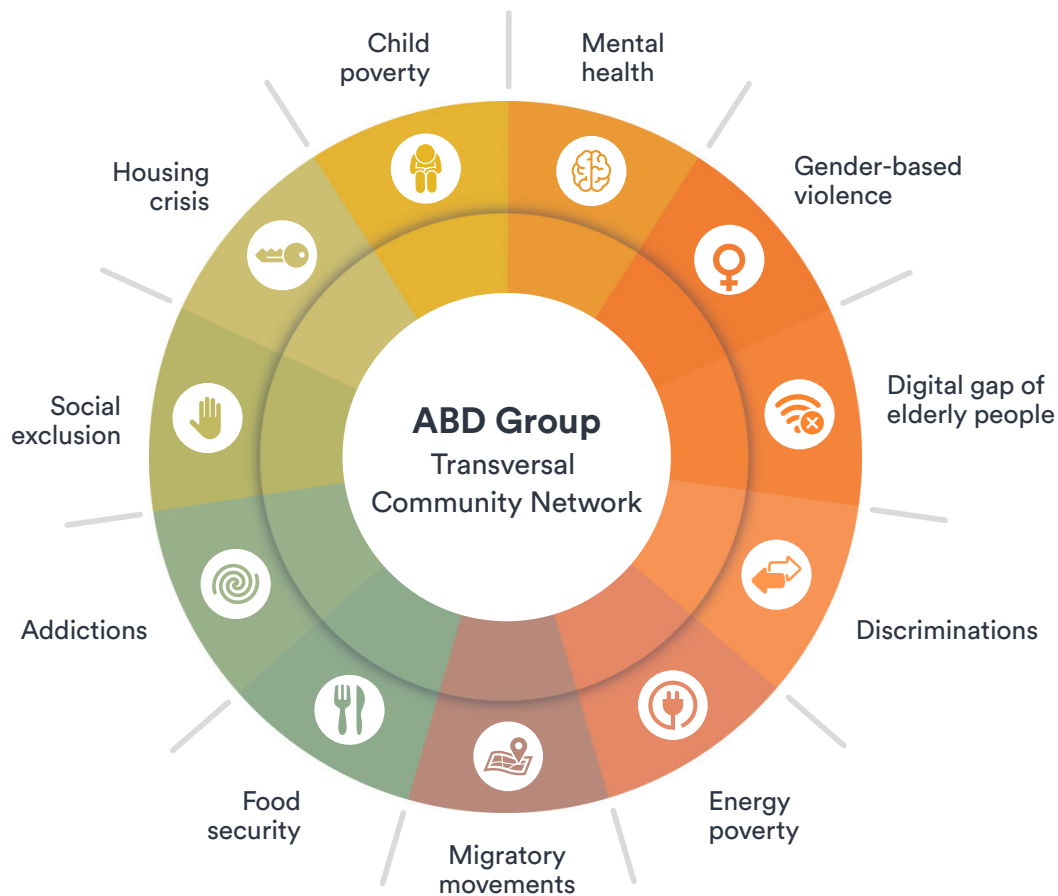 Child
poverty
Mental
health
Housing
crisis
Gender-based
violence
Social
exclusion
ABD Group
Transversal
Community Network
Digital gap of
elderly people
Addictions
Discriminations
Food
security
Migratory
movements
Energy
poverty